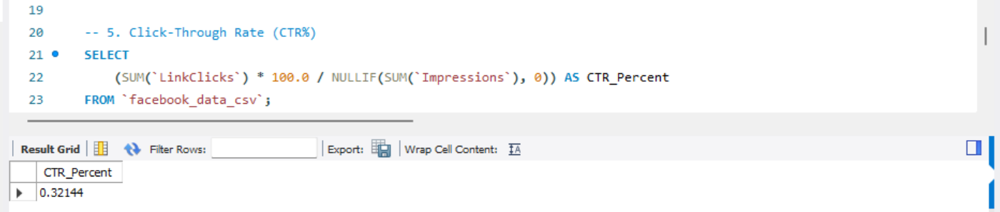 19
20 -- 5. Click-Through Rate (CTR%)
21 SELECT
22 (SUM(`LinkClicks`) * 100.0 / NULLIF(SUM(`Impressions`), 0)) AS CTR_Percent
23 FROM `facebook_data_csv`;
Result Grid Filter Rows: Export: Wrap Cell Content: IA
CTR_Percent
0.32144